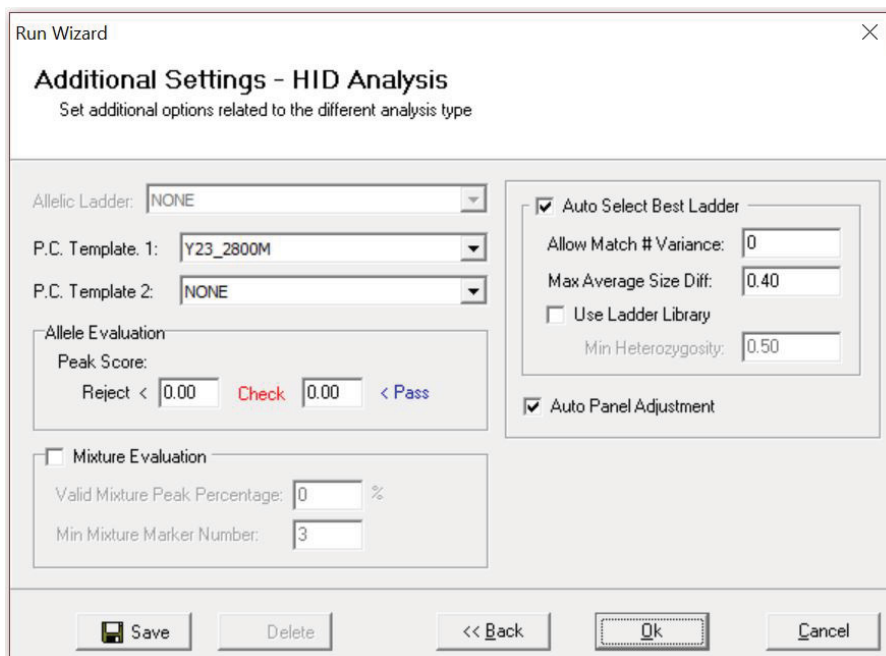 Run Wizard
Additional Settings - HID Analysis
Set additional options related to the different analysis type
Allelic Ladder: NONE
P.C. Template. 1: Y23_2800M
P.C. Template 2: NONE
Allele Evaluation
Peak Score:
Reject < 0.00 Check 0.00 < Pass
Mixture Evaluation
Valid Mixture Peak Percentage: 0 %
Min Mixture Marker Number: 3
Auto Select Best Ladder
Allow Match # Variance: 0
Max Average Size Diff: 0.40
Use Ladder Library
Min Heterozygosity: 0.50
Auto Panel Adjustment
Save Delete << Back Ok Cancel